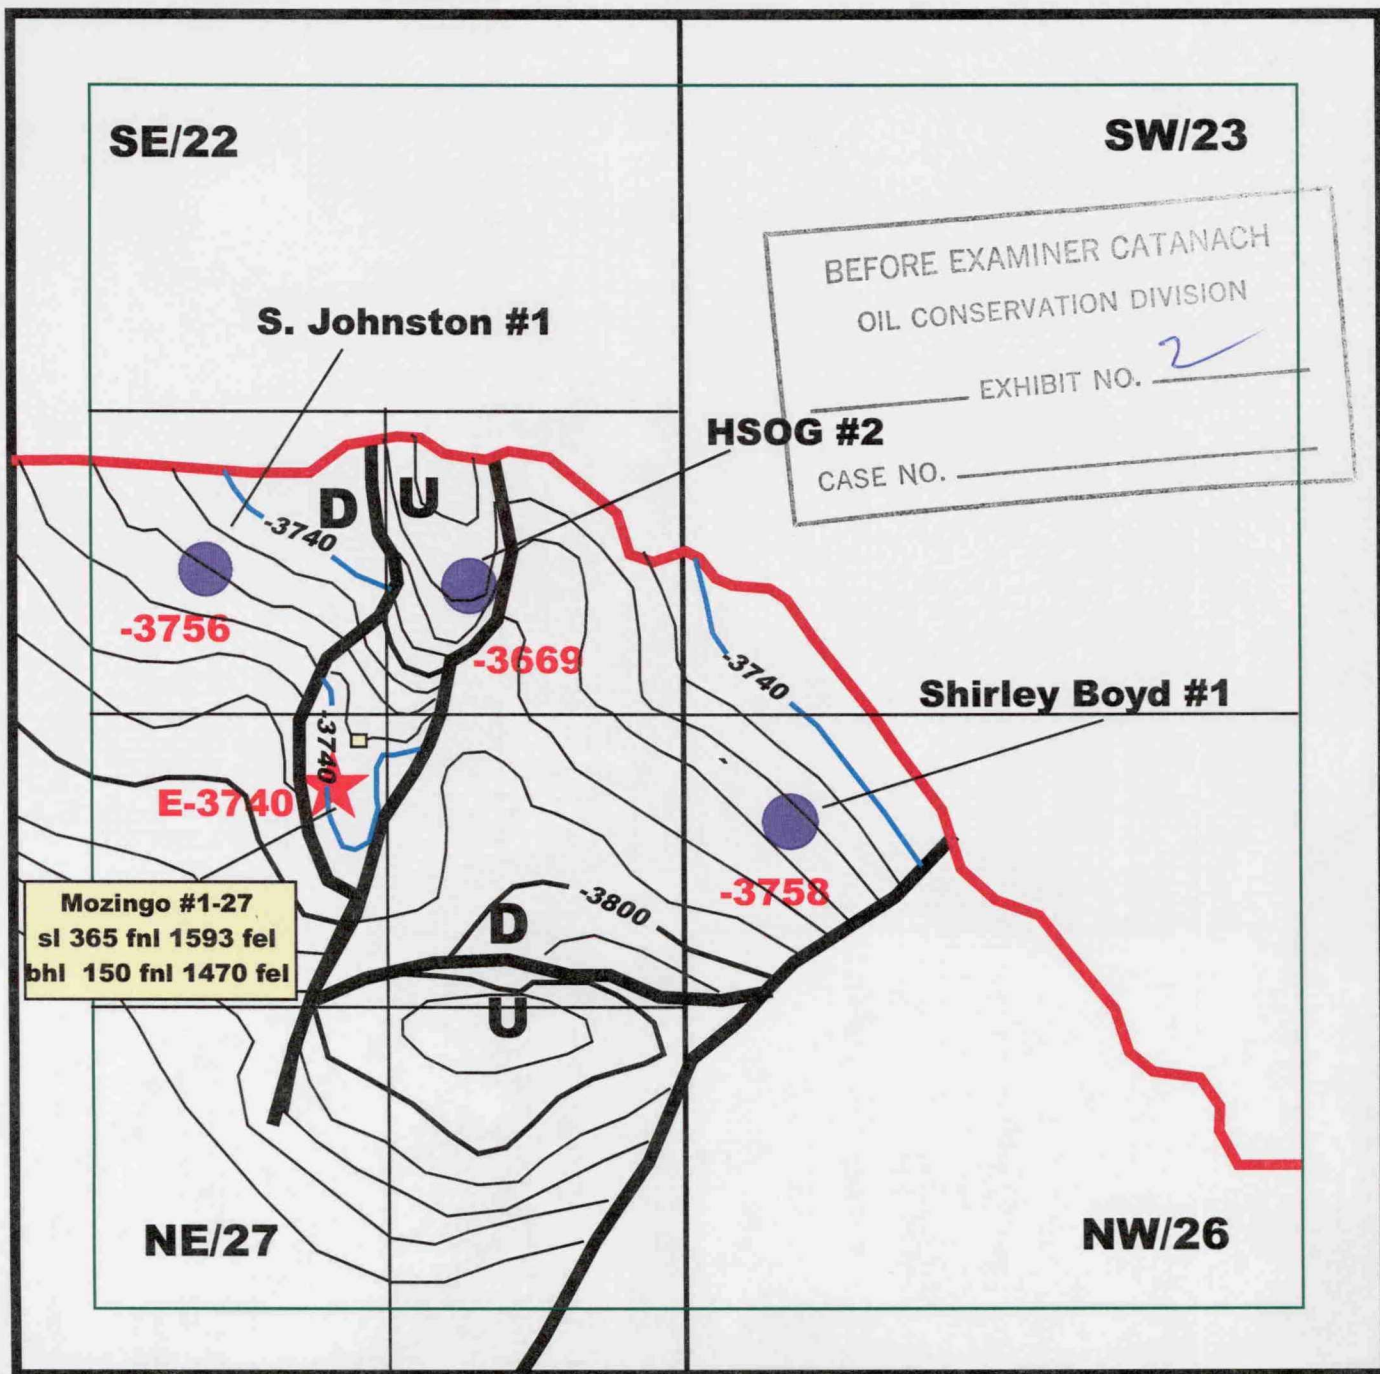 SE/22
SW/23
BEFORE EXAMINER CATANACH
OIL CONSERVATION DIVISION
EXHIBIT NO. 2
CASE NO.
S. Johnston #1
HSOG #2
D
U
-3740
-3756
-3669
-3740
Shirley Boyd #1
-3740
E-3740
-3758
-3800
D
Mozingo #1-27
sl 365 fnl 1593 fel
bhl 150 fnl 1470 fel
U
NE/27
NW/26